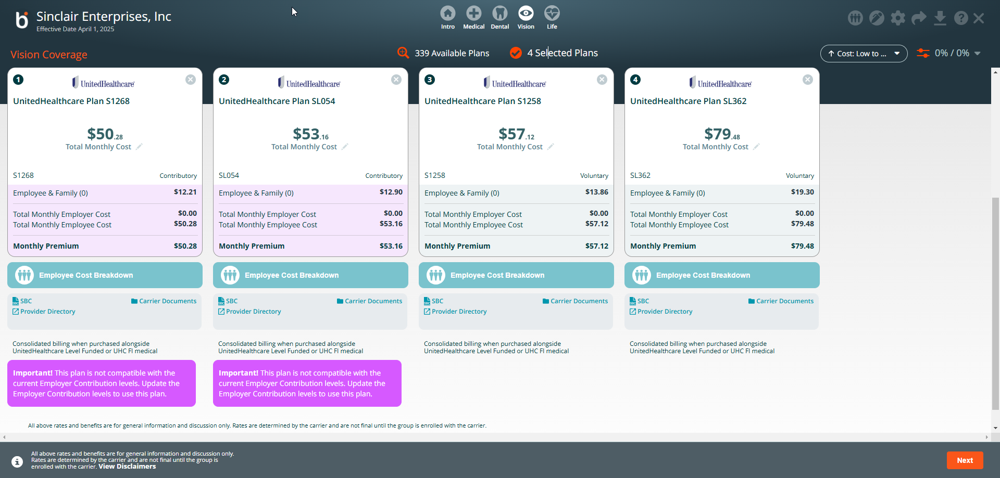 Sinclair Enterprises, Inc
Effective Date April 1, 2025
Intro
Medical
Dental
Vision
Life
Vision Coverage
339 Available Plans
4 Selected Plans
Cost: Low to ...
0% / 0%
1
UnitedHealthcare
UnitedHealthcare Plan S1268
$50.28
Total Monthly Cost
S1268 Contributory
Employee & Family (0) $12.21
Total Monthly Employer Cost $0.00
Total Monthly Employee Cost $50.28
Monthly Premium $50.28
Employee Cost Breakdown
SBC Carrier Documents
Provider Directory
Consolidated billing when purchased alongside
UnitedHealthcare Level Funded or UHC FI medical
Important! This plan is not compatible with the
current Employer Contribution levels. Update the
Employer Contribution levels to use this plan.
2
UnitedHealthcare
UnitedHealthcare Plan SL054
$53.16
Total Monthly Cost
SL054 Contributory
Employee & Family (0) $12.90
Total Monthly Employer Cost $0.00
Total Monthly Employee Cost $53.16
Monthly Premium $53.16
Employee Cost Breakdown
SBC Carrier Documents
Provider Directory
Consolidated billing when purchased alongside
UnitedHealthcare Level Funded or UHC FI medical
Important! This plan is not compatible with the
current Employer Contribution levels. Update the
Employer Contribution levels to use this plan.
3
UnitedHealthcare
UnitedHealthcare Plan S1258
$57.12
Total Monthly Cost
S1258 Voluntary
Employee & Family (0) $13.86
Total Monthly Employer Cost $0.00
Total Monthly Employee Cost $57.12
Monthly Premium $57.12
Employee Cost Breakdown
SBC Carrier Documents
Provider Directory
Consolidated billing when purchased alongside
UnitedHealthcare Level Funded or UHC FI medical
4
UnitedHealthcare
UnitedHealthcare Plan SL362
$79.48
Total Monthly Cost
SL362 Voluntary
Employee & Family (0) $19.30
Total Monthly Employer Cost $0.00
Total Monthly Employee Cost $79.48
Monthly Premium $79.48
Employee Cost Breakdown
SBC Carrier Documents
Provider Directory
Consolidated billing when purchased alongside
UnitedHealthcare Level Funded or UHC FI medical
All above rates and benefits are for general information and discussion only. Rates are determined by the carrier and are not final until the group is enrolled with the carrier.
All above rates and benefits are for general information and discussion only.
Rates are determined by the carrier and are not final until the group is
enrolled with the carrier. View Disclaimers
Next